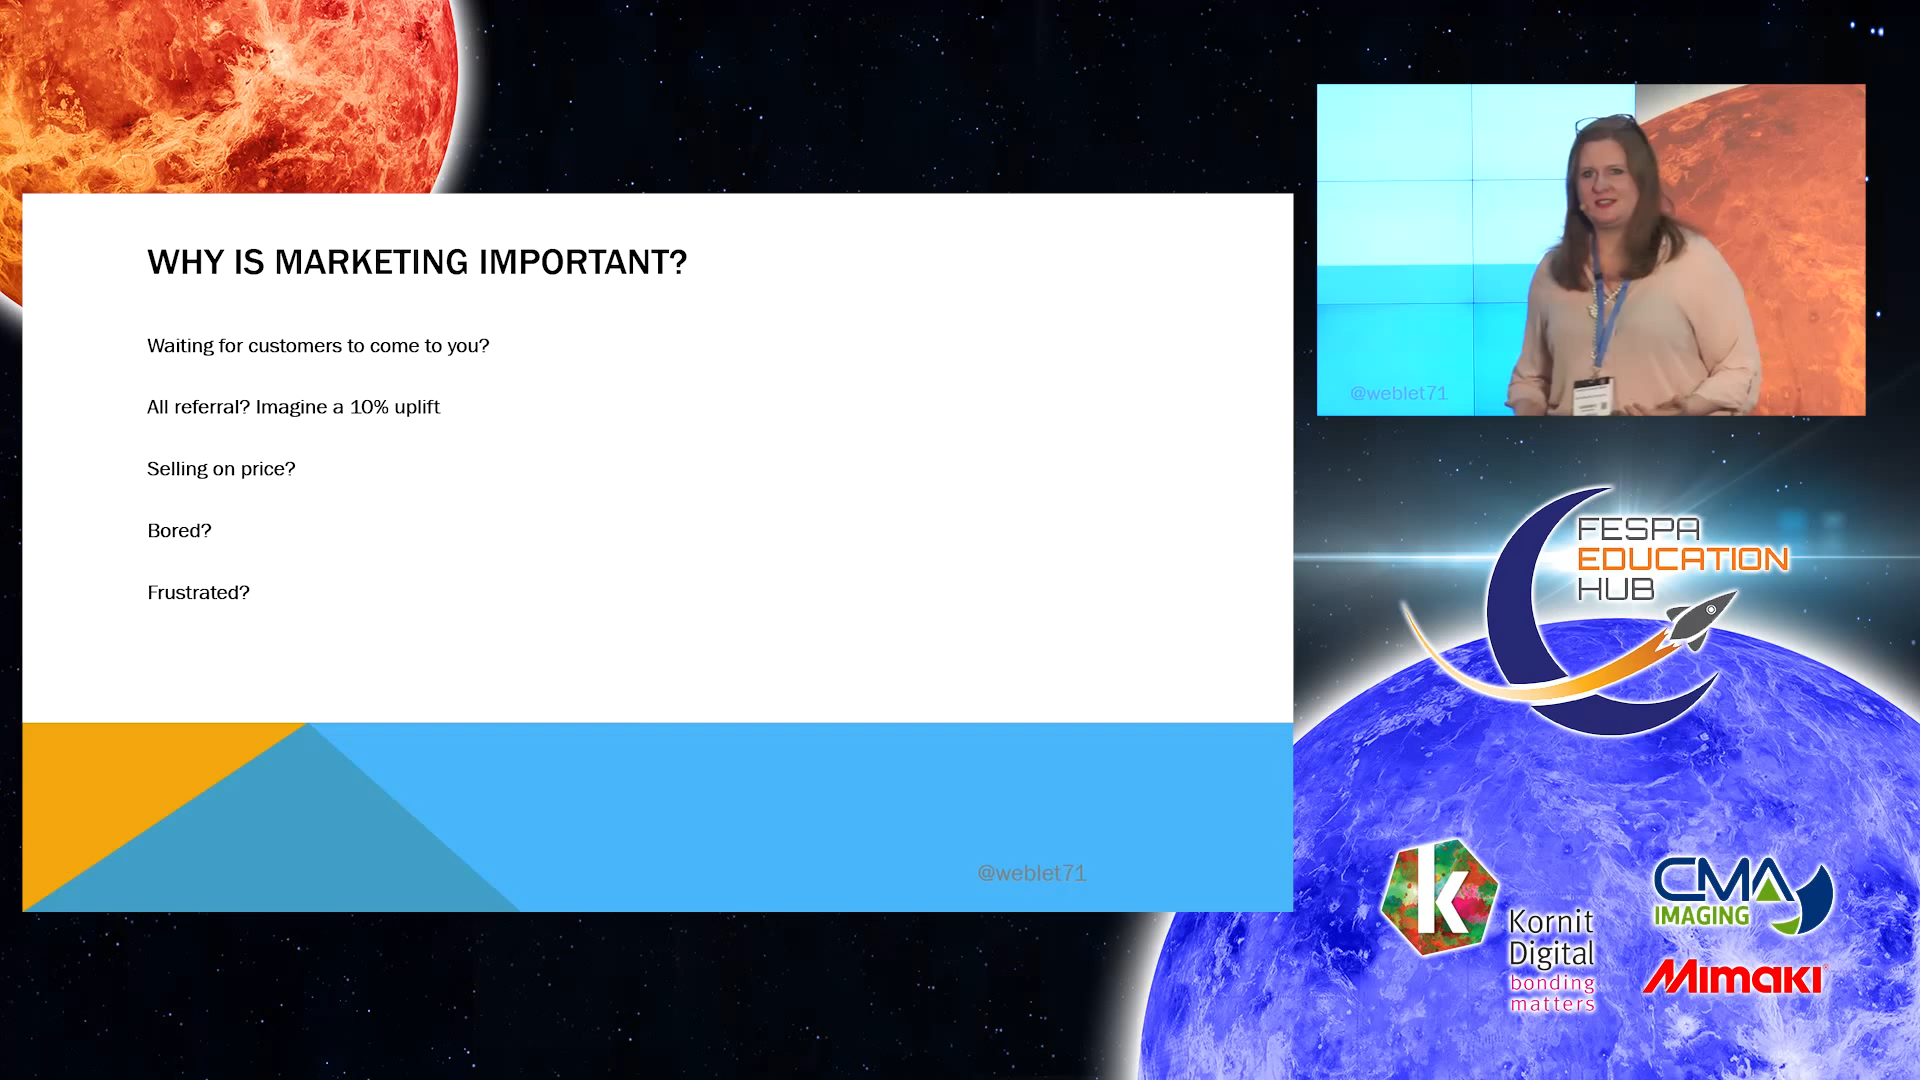 WHY IS MARKETING IMPORTANT?
Waiting for customers to come to you?
All referral? Imagine a 10% uplift
Selling on price?
Bored?
Frustrated?
@weblet71
@weblet71
FESPA
EDUCATION
HUB
k
Kornit
Digital
bonding
matters
CMA
IMAGING
Mimaki